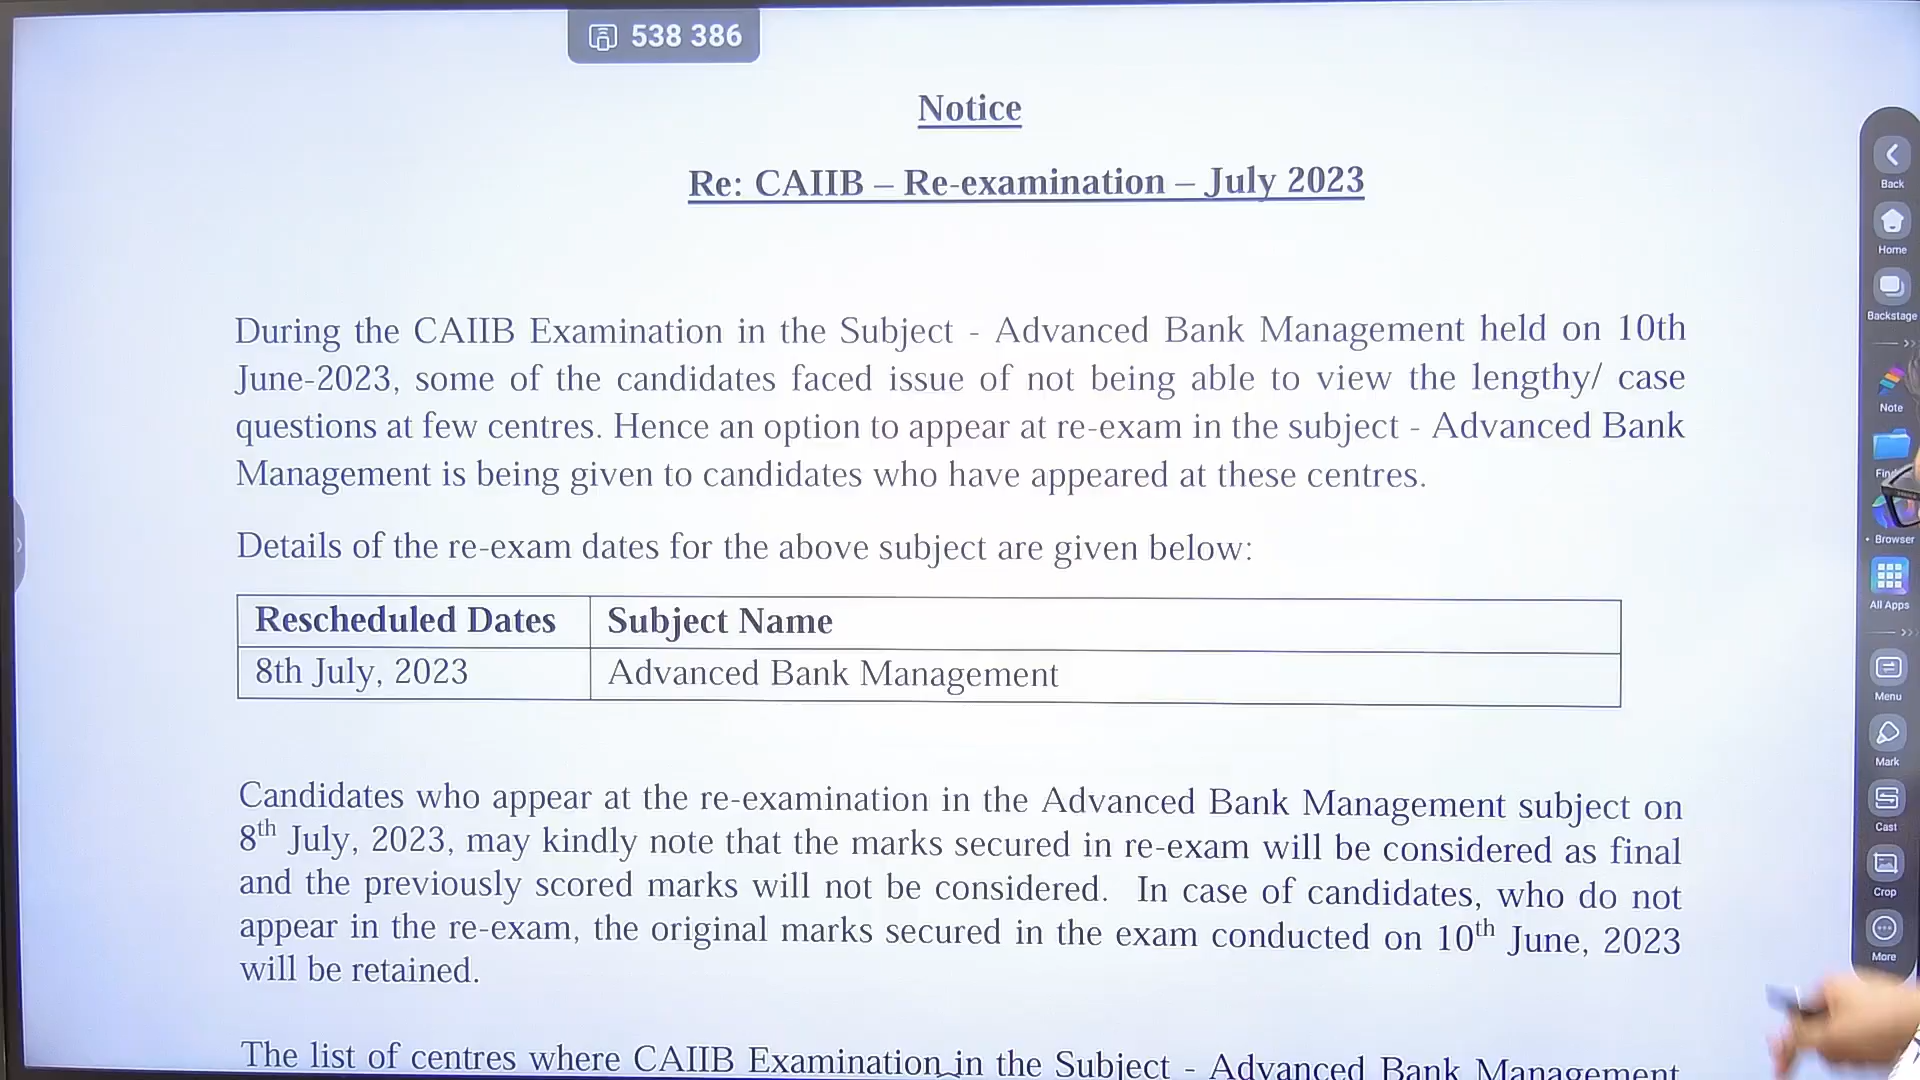 538 386
Notice
Re: CAIIB – Re-examination – July 2023
During the CAIIB Examination in the Subject - Advanced Bank Management held on 10th
June-2023, some of the candidates faced issue of not being able to view the lengthy/ case
questions at few centres. Hence an option to appear at re-exam in the subject - Advanced Bank
Management is being given to candidates who have appeared at these centres.
Details of the re-exam dates for the above subject are given below:
Rescheduled Dates Subject Name
8th July, 2023 Advanced Bank Management
Candidates who appear at the re-examination in the Advanced Bank Management subject on
8th July, 2023, may kindly note that the marks secured in re-exam will be considered as final
and the previously scored marks will not be considered. In case of candidates, who do not
appear in the re-exam, the original marks secured in the exam conducted on 10th June, 2023
will be retained.
The list of centres where CAIIB Examination in the Subject - Advanced Bank Management
Back
Home
Backstage
Note
Browser
All Apps
Menu
Mark
Cast
Crop
More